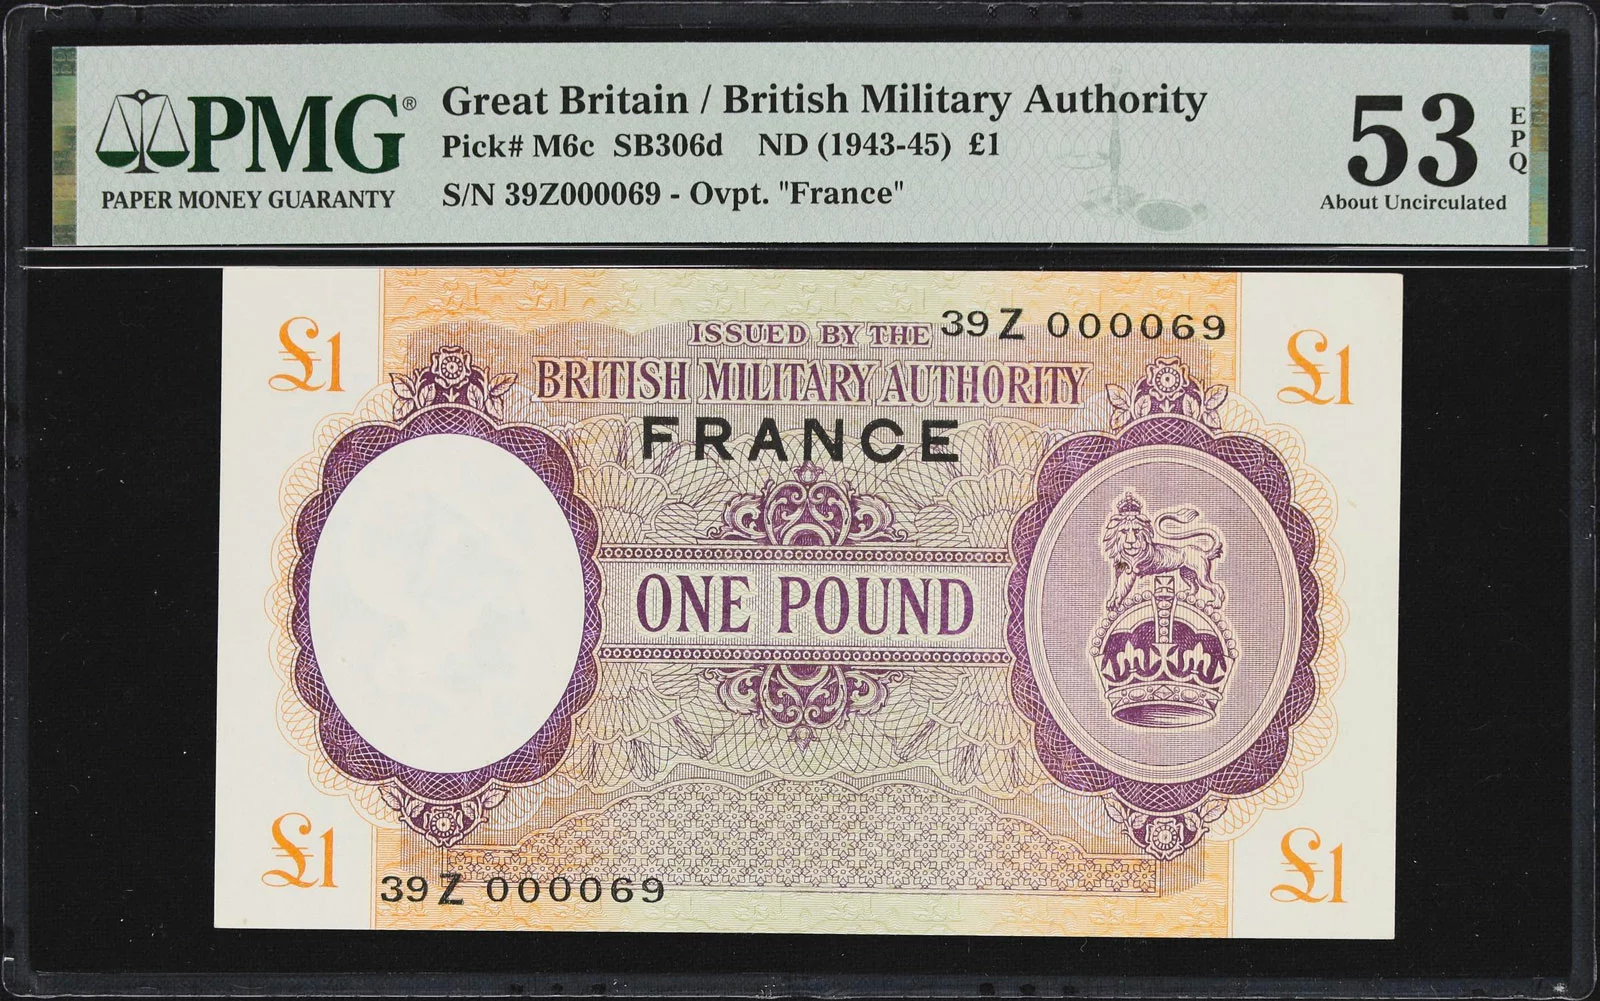 PMG®
PAPER MONEY GUARANTY
Great Britain / British Military Authority
Pick# M6c SB306d ND (1943-45) £1
S/N 39Z000069 - Ovpt. "France"
53
EPQ
About Uncirculated
£1
ISSUED BY THE
39 Z 000069
£1
BRITISH MILITARY AUTHORITY
FRANCE
ONE POUND
£1
39 Z 000069
£1